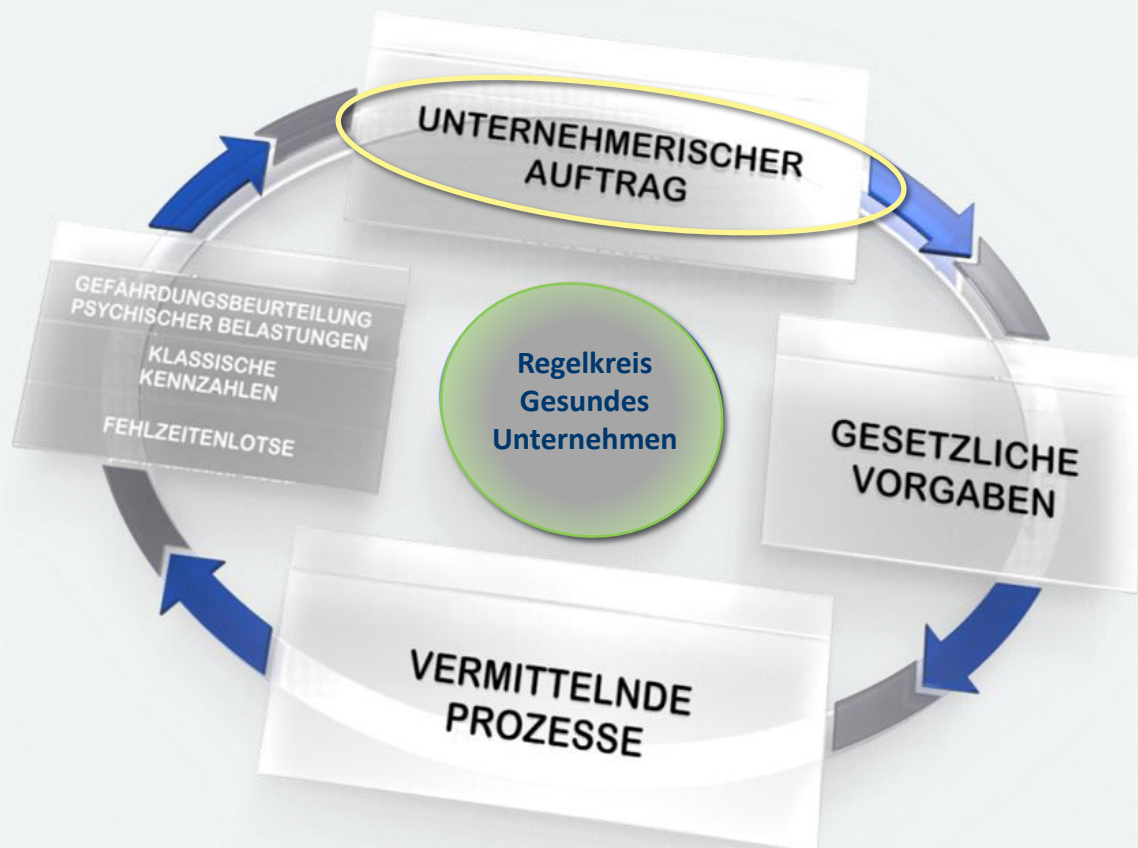 UNTERNEHMERISCHER
AUFTRAG
GEFÄHRDUNGSBEURTEILUNG
PSYCHISCHER BELASTUNGEN
KLASSISCHE
KENNZAHLEN
FEHLZEITENLOTSE
Regelkreis
Gesundes
Unternehmen
GESETZLICHE
VORGABEN
VERMITTELNDE
PROZESSE